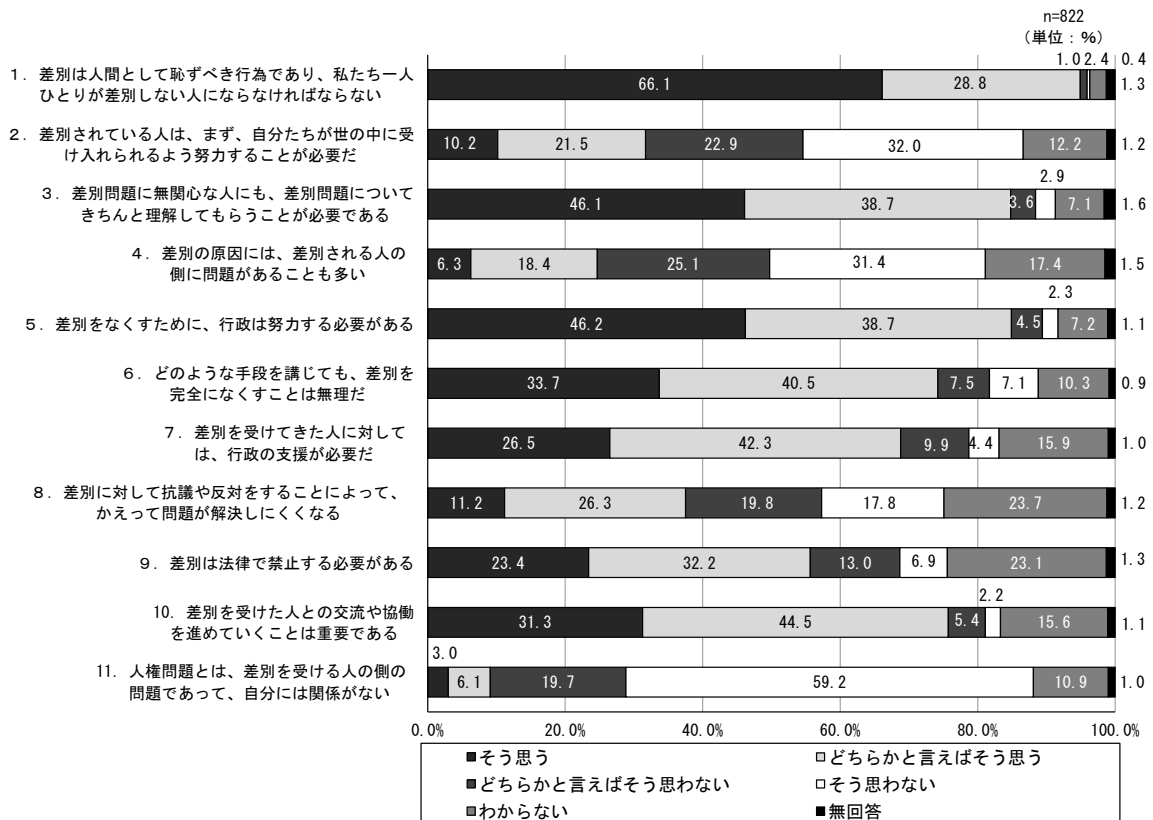 n=822
(単位:%)
1.0 2.4 0.4
1. 差別は人間として恥ずべき行為であり、私たち一人
ひとりが差別しない人にならなければならない
66.1 28.8 1.3
2. 差別されている人は、まず、自分たちが世の中に受
け入れられるよう努力することが必要だ
10.2 21.5 22.9 32.0 12.2 1.2
2.9
3. 差別問題に無関心な人にも、差別問題について
きちんと理解してもらうことが必要である
46.1 38.7 3.6 7.1 1.6
4. 差別の原因には、差別される人の
側に問題があることも多い
6.3 18.4 25.1 31.4 17.4 1.5
2.3
5. 差別をなくすために、行政は努力する必要がある
46.2 38.7 4.5 7.2 1.1
6. どのような手段を講じても、差別を
完全になくすことは無理だ
33.7 40.5 7.5 7.1 10.3 0.9
7. 差別を受けてきた人に対して
は、行政の支援が必要だ
26.5 42.3 9.9 4.4 15.9 1.0
8. 差別に対して抗議や反対をすることによって、
かえって問題が解決しにくくなる
11.2 26.3 19.8 17.8 23.7 1.2
9. 差別は法律で禁止する必要がある
23.4 32.2 13.0 6.9 23.1 1.3
2.2
10. 差別を受けた人との交流や協働
を進めていくことは重要である
31.3 44.5 5.4 15.6 1.1
3.0
11. 人権問題とは、差別を受ける人の側の
問題であって、自分には関係がない
6.1 19.7 59.2 10.9 1.0
0.0% 20.0% 40.0% 60.0% 80.0% 100.0%
■そう思う □どちらかと言えばそう思う
■どちらかと言えばそう思わない □そう思わない
■わからない ■無回答